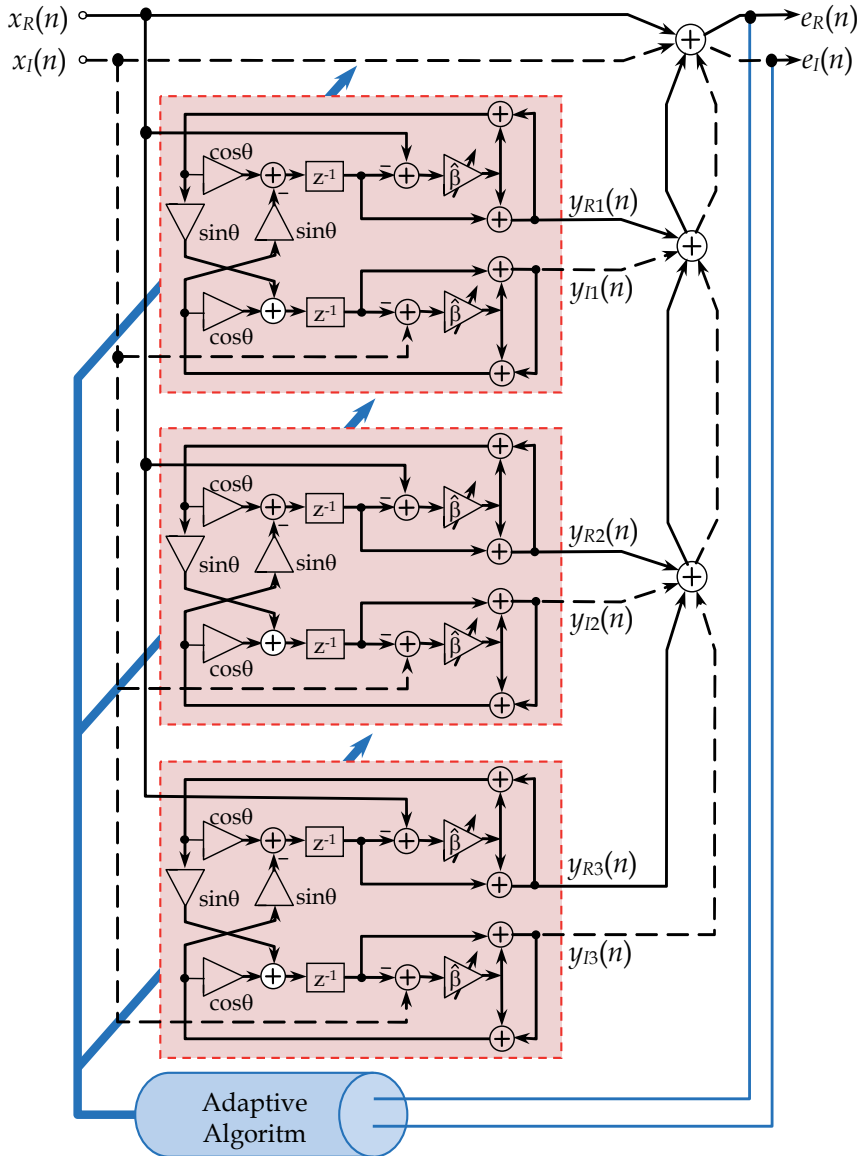 xR(n)
eR(n)
xI(n)
eI(n)
cosθ
z-1
−
β̂
−
sinθ
sinθ
yR1(n)
cosθ
z-1
−
β̂
yI1(n)
cosθ
z-1
−
β̂
−
sinθ
sinθ
yR2(n)
cosθ
z-1
−
β̂
yI2(n)
cosθ
z-1
−
β̂
−
sinθ
sinθ
yR3(n)
cosθ
z-1
−
β̂
yI3(n)
Adaptive
Algoritm